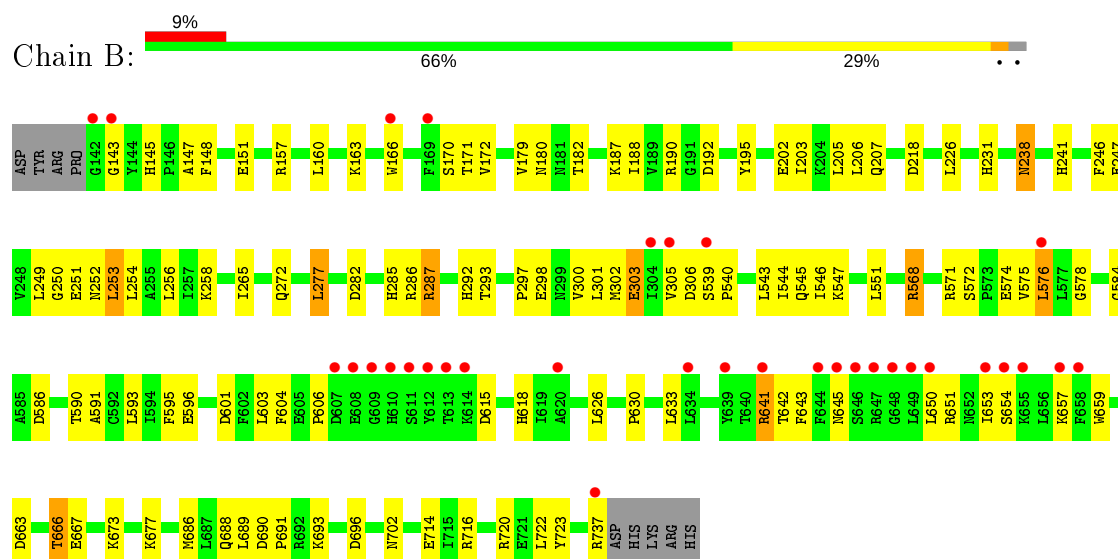 9%
Chain B:
66% 29% • •
ASP TYR ARG PRO G142 G143 Y144 H145 P146 A147 F148 E151 R157 L160 K163 W166 F169 S170 T171 V172 V179 N180 N181 T182 K187 I188 V189 R190 G191 D192 Y195 E202 I203 K204 L205 L206 Q207 D218 L226 H231 N238 H241 F246
V248 L249 G250 E251 N252 L253 L254 A255 L256 I257 K258 I265 Q272 L277 D282 H285 R286 R287 H292 T293 P297 E298 N299 V300 L301 M302 E303 I304 V305 D306 S539 P540 L543 I544 Q545 I546 K547 L551 R568 R571 S572 P573 E574 V575 L576 L577 G578 G584
A585 D586 T590 A591 C592 L593 I594 F595 E596 D601 F602 L603 F604 E605 P606 D607 E608 G609 H610 S611 Y612 T613 K614 D615 H618 I619 A620 L626 P630 L633 L634 Y639 T640 R641 T642 F643 F644 N645 S646 R647 G648 L649 L650 R651 N652 I653 S654 K655 L656 K657 F658 W659
D663 T666 E667 K673 K677 M686 L687 Q688 L689 D690 P691 R692 K693 D696 N702 E714 I715 R716 R720 E721 L722 Y723 R737 ASP HIS LYS ARG HIS